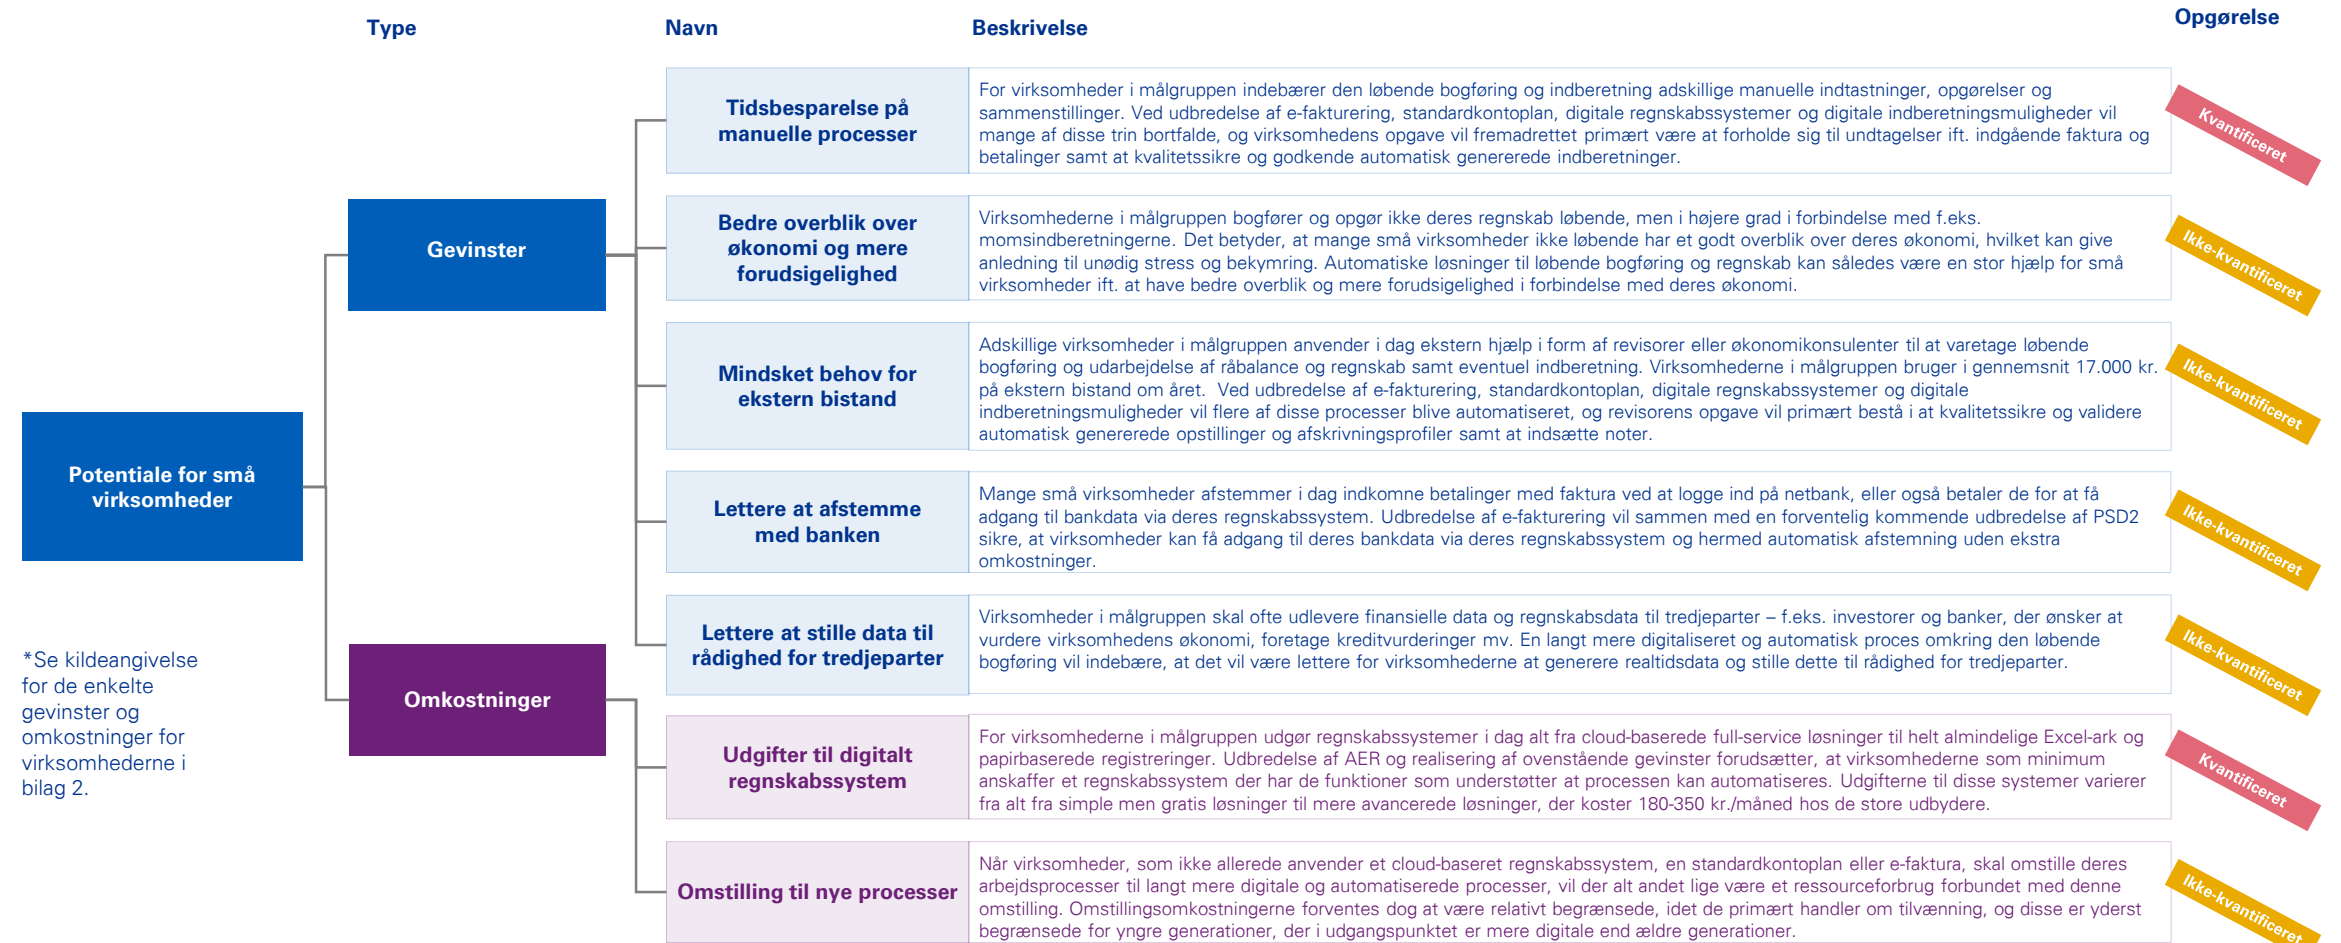 Type
Navn
Beskrivelse
Opgørelse
Potentiale for små
virksomheder
*Se kildeangivelse
for de enkelte
gevinster og
omkostninger for
virksomhederne i
bilag 2.
Gevinster
Tidsbesparelse på
manuelle processer
For virksomheder i målgruppen indebærer den løbende bogføring og indberetning adskillige manuelle indtastninger, opgørelser og
sammenstillinger. Ved udbredelse af e-fakturering, standardkontoplan, digitale regnskabssystemer og digitale indberetningsmuligheder vil
mange af disse trin bortfalde, og virksomhedens opgave vil fremadrettet primært være at forholde sig til undtagelser ift. indgående faktura og
betalinger samt at kvalitetssikre og godkende automatisk genererede indberetninger.
Kvantificeret
Bedre overblik over
økonomi og mere
forudsigelighed
Virksomhederne i målgruppen bogfører og opgør ikke deres regnskab løbende, men i højere grad i forbindelse med f.eks.
momsindberetningerne. Det betyder, at mange små virksomheder ikke løbende har et godt overblik over deres økonomi, hvilket kan give
anledning til unødig stress og bekymring. Automatiske løsninger til løbende bogføring og regnskab kan således være en stor hjælp for små
virksomheder ift. at have bedre overblik og mere forudsigelighed i forbindelse med deres økonomi.
Ikke-kvantificeret
Mindsket behov for
ekstern bistand
Adskillige virksomheder i målgruppen anvender i dag ekstern hjælp i form af revisorer eller økonomikonsulenter til at varetage løbende
bogføring og udarbejdelse af råbalance og regnskab samt eventuel indberetning. Virksomhederne i målgruppen bruger i gennemsnit 17.000 kr.
på ekstern bistand om året.  Ved udbredelse af e-fakturering, standardkontoplan, digitale regnskabssystemer og digitale
indberetningsmuligheder vil flere af disse processer blive automatiseret, og revisorens opgave vil primært bestå i at kvalitetssikre og validere
automatisk genererede opstillinger og afskrivningsprofiler samt at indsætte noter.
Ikke-kvantificeret
Lettere at afstemme
med banken
Mange små virksomheder afstemmer i dag indkomne betalinger med faktura ved at logge ind på netbank, eller også betaler de for at få
adgang til bankdata via deres regnskabssystem. Udbredelse af e-fakturering vil sammen med en forventelig kommende udbredelse af PSD2
sikre, at virksomheder kan få adgang til deres bankdata via deres regnskabssystem og hermed automatisk afstemning uden ekstra
omkostninger.
Ikke-kvantificeret
Lettere at stille data til
rådighed for tredjeparter
Virksomheder i målgruppen skal ofte udlevere finansielle data og regnskabsdata til tredjeparter – f.eks. investorer og banker, der ønsker at
vurdere virksomhedens økonomi, foretage kreditvurderinger mv. En langt mere digitaliseret og automatisk proces omkring den løbende
bogføring vil indebære, at det vil være lettere for virksomhederne at generere realtidsdata og stille dette til rådighed for tredjeparter.
Ikke-kvantificeret
Omkostninger
Udgifter til digitalt
regnskabssystem
For virksomhederne i målgruppen udgør regnskabssystemer i dag alt fra cloud-baserede full-service løsninger til helt almindelige Excel-ark og
papirbaserede registreringer. Udbredelse af AER og realisering af ovenstående gevinster forudsætter, at virksomhederne som minimum
anskaffer et regnskabssystem der har de funktioner som understøtter at processen kan automatiseres. Udgifterne til disse systemer varierer
fra alt fra simple men gratis løsninger til mere avancerede løsninger, der koster 180-350 kr./måned hos de store udbydere.
Kvantificeret
Omstilling til nye processer
Når virksomheder, som ikke allerede anvender et cloud-baseret regnskabssystem, en standardkontoplan eller e-faktura, skal omstille deres
arbejdsprocesser til langt mere digitale og automatiserede processer, vil der alt andet lige være et ressourceforbrug forbundet med denne
omstilling. Omstillingsomkostningerne forventes dog at være relativt begrænsede, idet de primært handler om tilvænning, og disse er yderst
begrænsede for yngre generationer, der i udgangspunktet er mere digitale end ældre generationer.
Ikke-kvantificeret